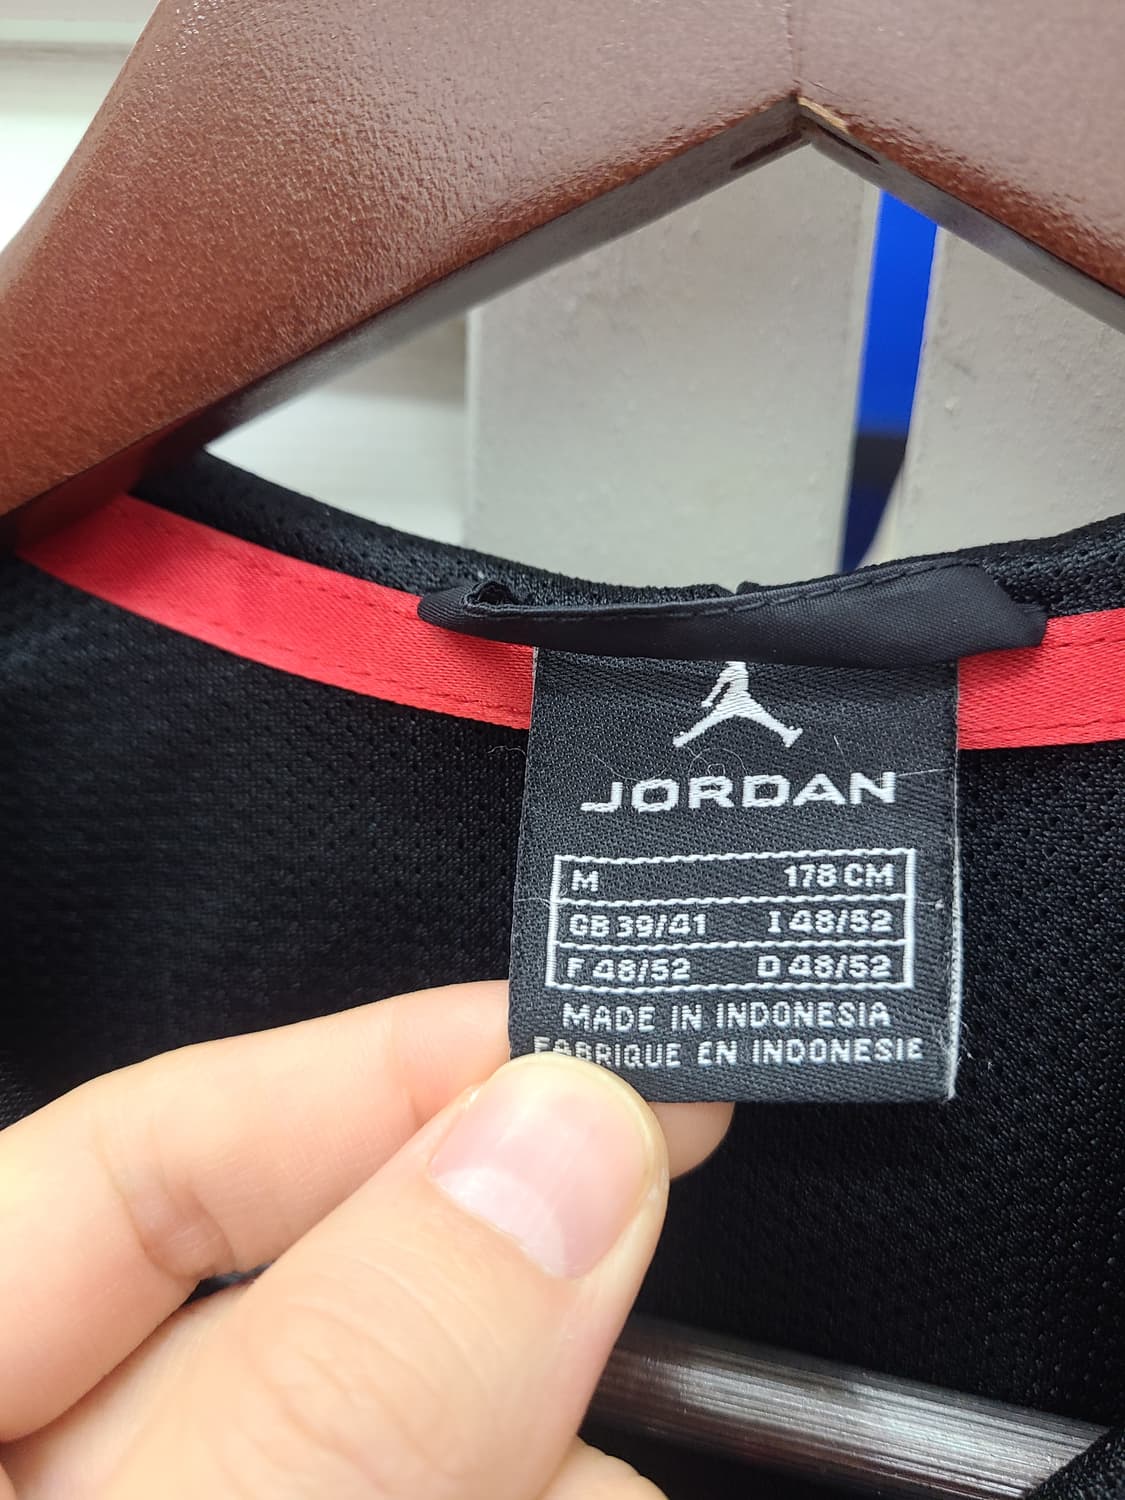 JORDAN
M 178 CM
GB 39/41 I 48/52
F 48/52 D 48/52
MADE IN INDONESIA
FABRIQUE EN INDONESIE